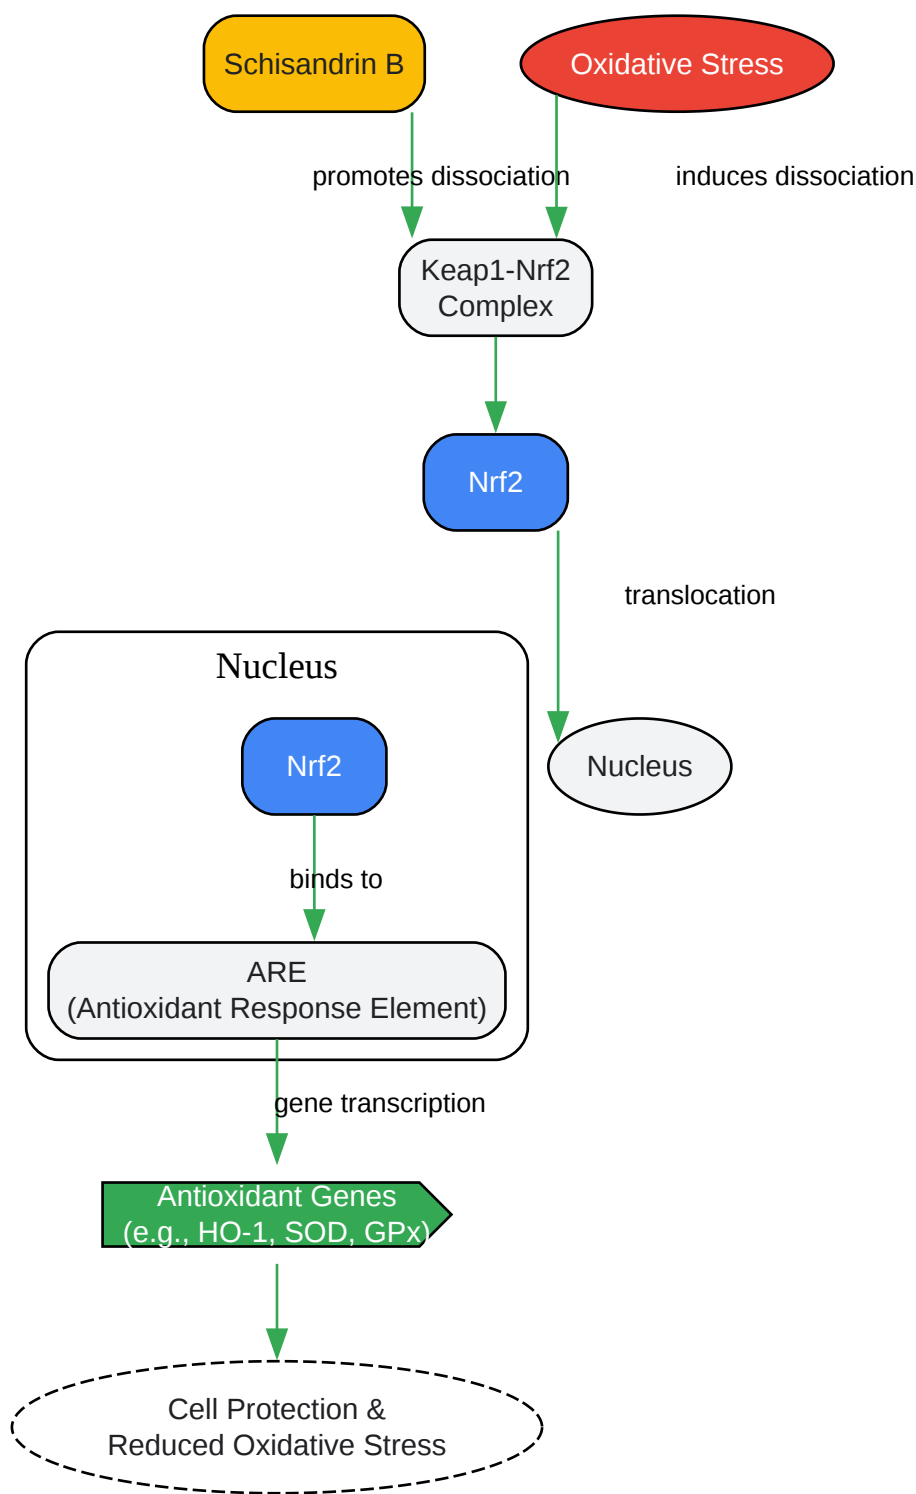 Schisandrin B
Oxidative Stress
promotes dissociation
induces dissociation
Keap1-Nrf2
Complex
Nrf2
translocation
Nucleus
Nrf2
Nucleus
binds to
ARE
(Antioxidant Response Element)
gene transcription
Antioxidant Genes
(e.g., HO-1, SOD, GPx)
Cell Protection &
Reduced Oxidative Stress